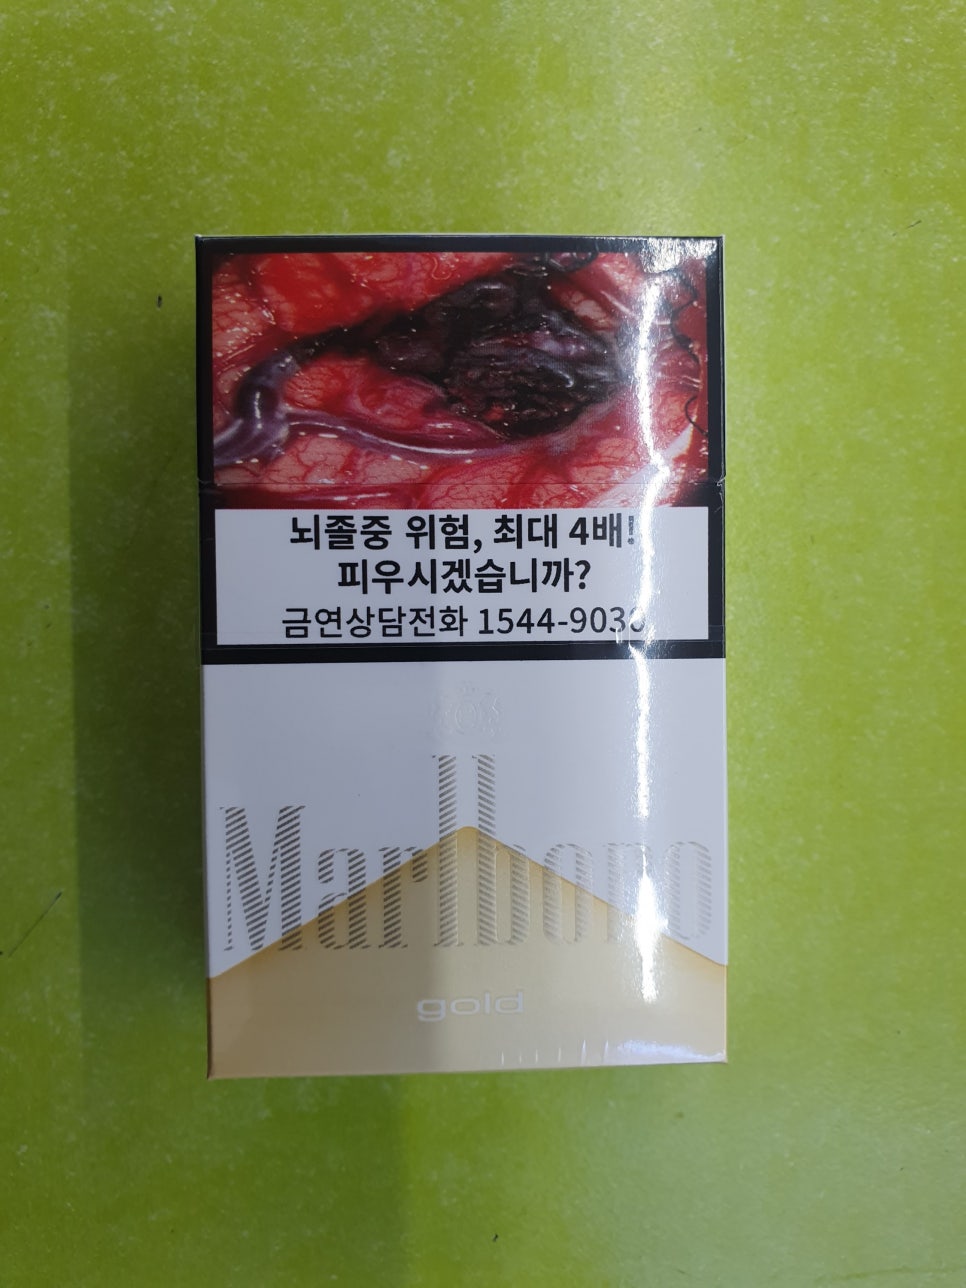 뇌졸중 위험, 최대 4배!
피우시겠습니까?
금연상담전화 1544-9030
Marlboro
gold